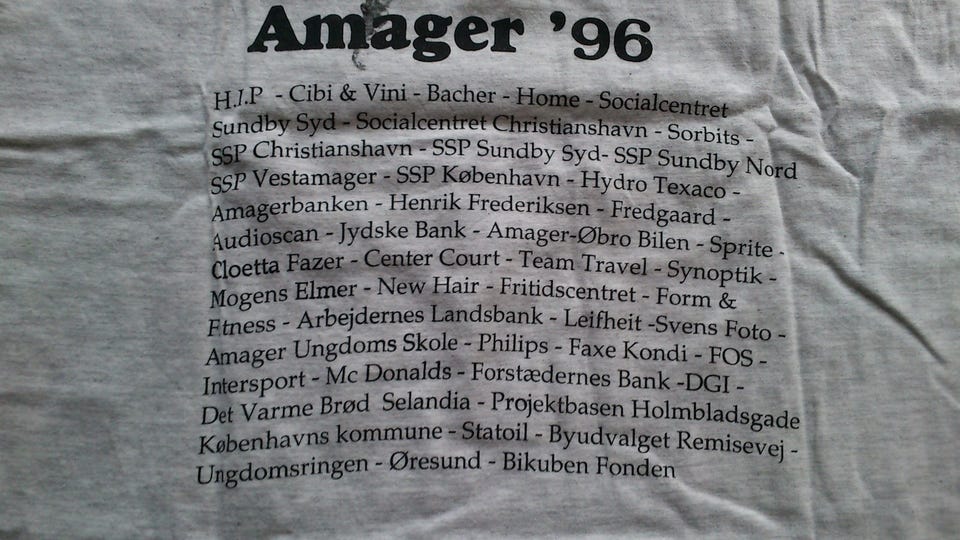 Amager '96
H.I.P - Cibi & Vini - Bacher - Home - Socialcentret
Sundby Syd - Socialcentret Christianshavn - Sorbits -
SSP Christianshavn - SSP Sundby Syd- SSP Sundby Nord
SSP Vestamager - SSP København - Hydro Texaco -
Amagerbanken - Henrik Frederiksen - Fredgaard -
Audioscan - Jydske Bank - Amager-Øbro Bilen - Sprite -
Cloetta Fazer - Center Court - Team Travel - Synoptik -
Mogens Elmer - New Hair - Fritidscentret - Form &
Ftness - Arbejdernes Landsbank - Leifheit -Svens Foto -
Amager Ungdoms Skole - Philips - Faxe Kondi - FOS -
Intersport - Mc Donalds - Forstædernes Bank -DGI -
Det Varme Brød Selandia - Projektbasen Holmbladsgade
Københavns kommune - Statoil - Byudvalget Remisevej -
Ungdomsringen - Øresund - Bikuben Fonden